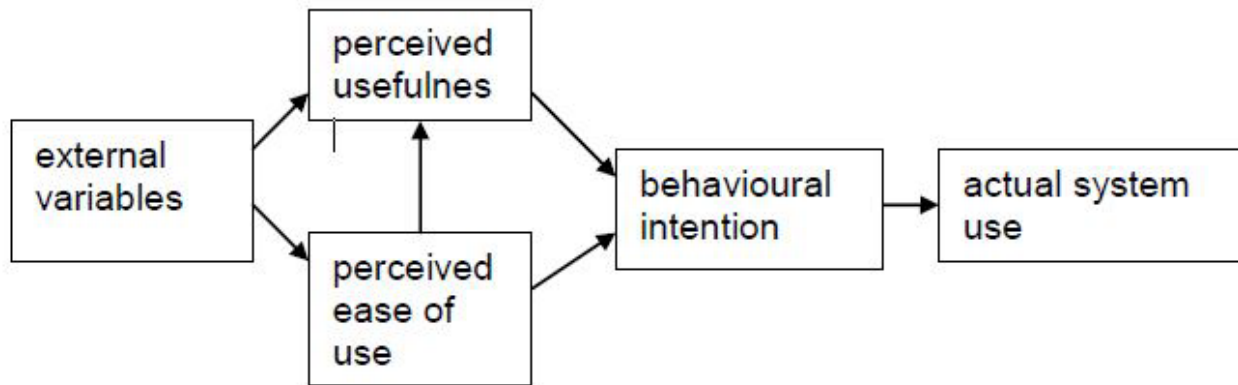 external
variables
perceived
usefulnes
perceived
ease of
use
behavioural
intention
actual system
use